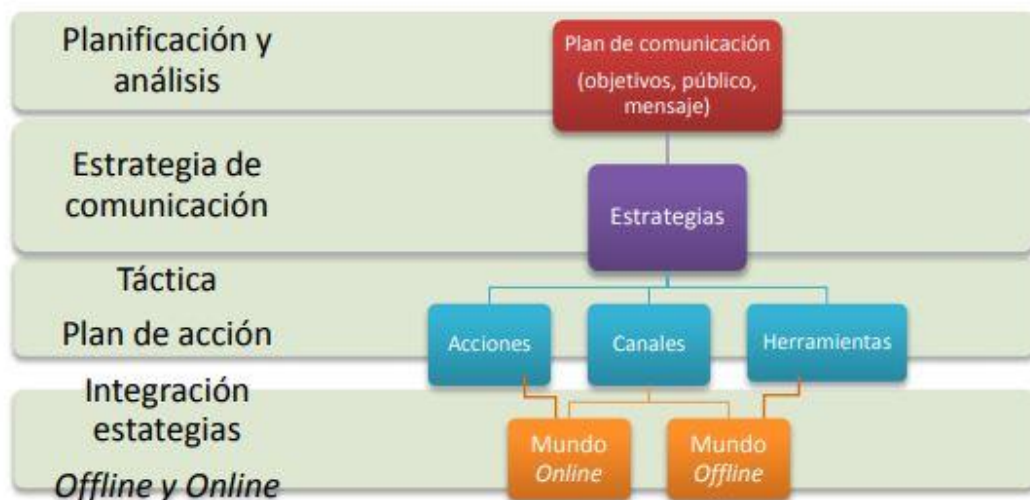 Planificación y
análisis
Plan de comunicación
(objetivos, público,
mensaje)
Estrategia de
comunicación
Estrategias
Táctica
Plan de acción
Acciones
Canales
Herramientas
Integración
estategias
Offline y Online
Mundo
Online
Mundo
Offline